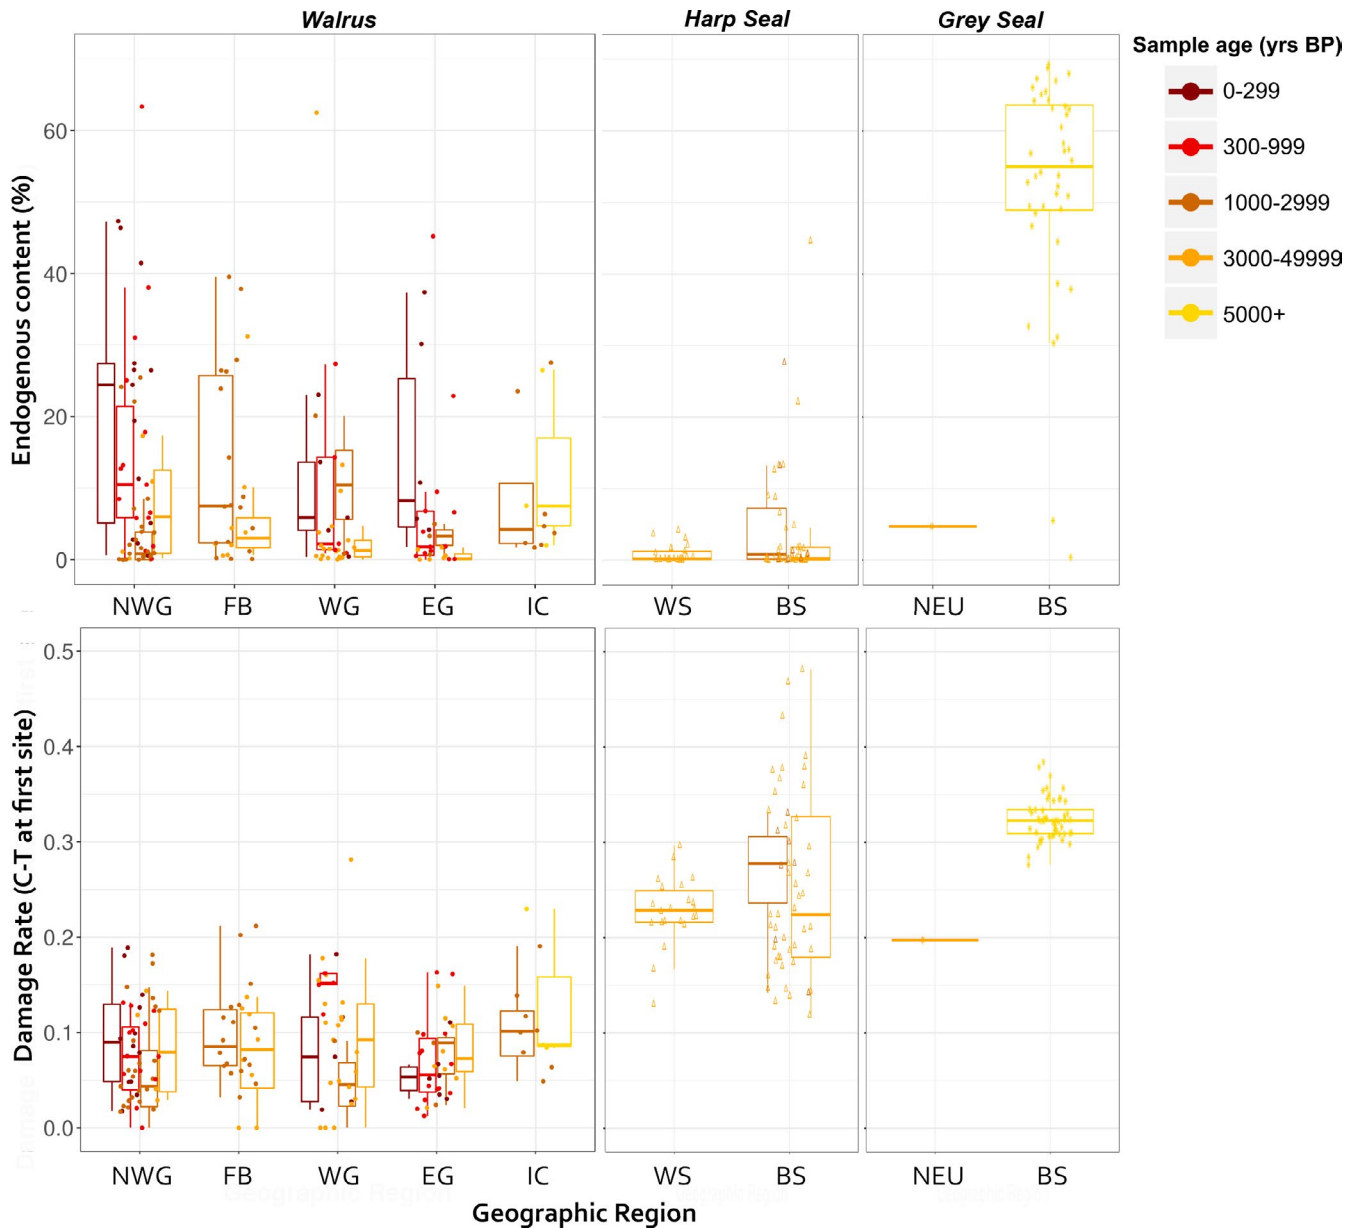 Walrus
Harp Seal
Grey Seal
Sample age (yrs BP)
0-299
300-999
1000-2999
3000-49999
5000+
Endogenous content (%)
60
40
20
0
NWG FB WG EG IC
WS BS
NEU BS
Damage Rate (C-T at first site)
0.5
0.4
0.3
0.2
0.1
0.0
NWG FB WG EG IC
WS BS
NEU BS
Geographic Region